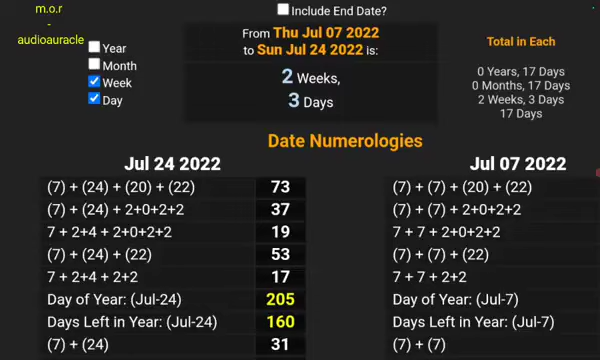 m.o.r
-
audioauracle
Include End Date?
Year
Month
Week
Day
From Thu Jul 07 2022
to Sun Jul 24 2022 is:
2 Weeks,
3 Days
Total in Each
0 Years, 17 Days
0 Months, 17 Days
2 Weeks, 3 Days
17 Days
Date Numerologies
Jul 24 2022
(7) + (24) + (20) + (22) 73
(7) + (24) + 2+0+2+2 37
7 + 2+4 + 2+0+2+2 19
(7) + (24) + (22) 53
7 + 2+4 + 2+2 17
Day of Year: (Jul-24) 205
Days Left in Year: (Jul-24) 160
(7) + (24) 31
Jul 07 2022
(7) + (7) + (20) + (22)
(7) + (7) + 2+0+2+2
7 + 7 + 2+0+2+2
(7) + (7) + (22)
7 + 7 + 2+2
Day of Year: (Jul-7)
Days Left in Year: (Jul-7)
(7) + (7)